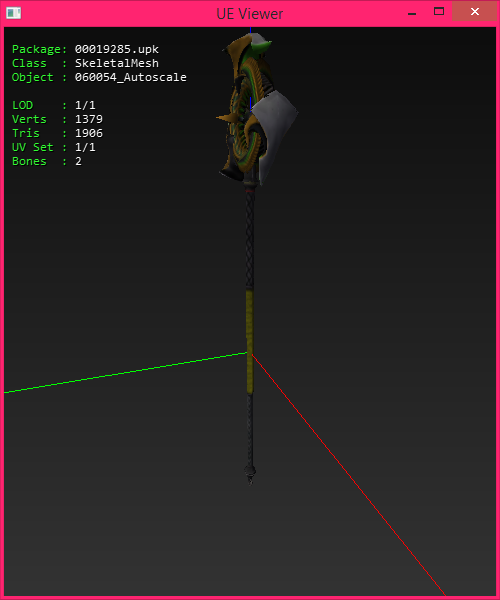 UE Viewer
Package: 00019285.upk
Class  : SkeletalMesh
Object : 060054_Autoscale
LOD    : 1/1
Verts  : 1379
Tris   : 1906
UV Set : 1/1
Bones  : 2